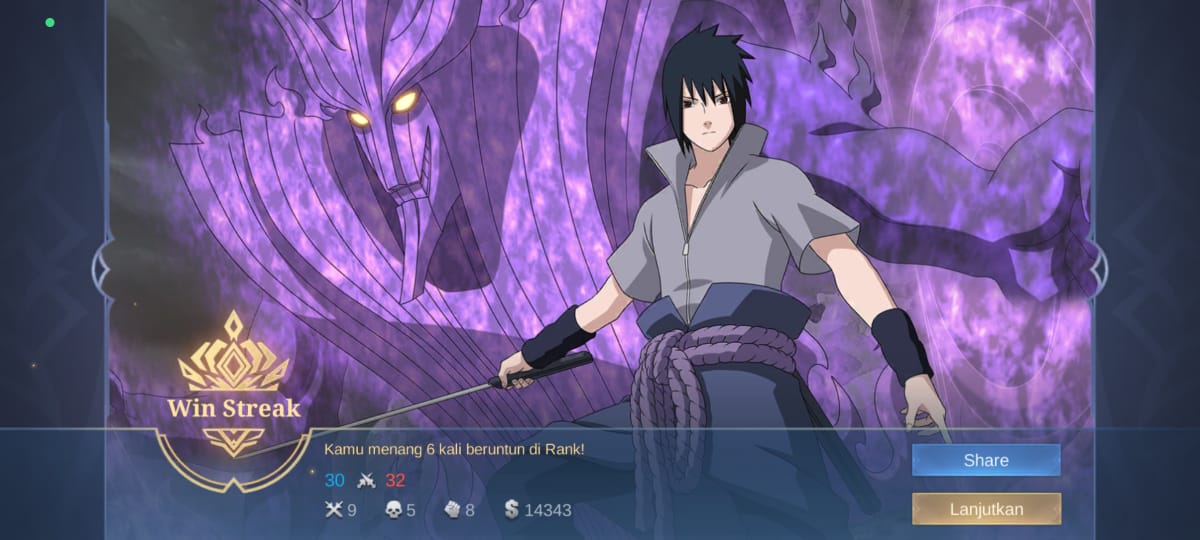 Win Streak
Kamu menang 6 kali beruntun di Rank!
30 32
9 5 8 14343
Share
Lanjutkan